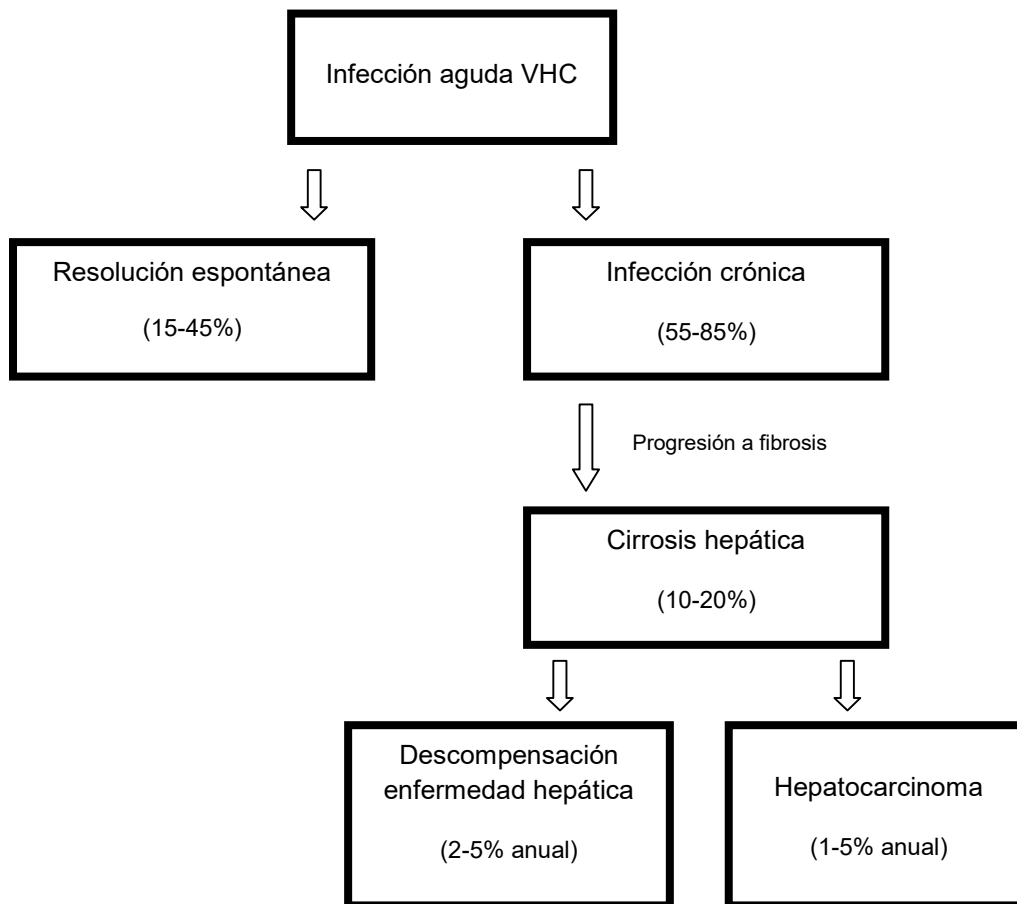 Infección aguda VHC
Resolución espontánea
(15-45%)
Infección crónica
(55-85%)
Progresión a fibrosis
Cirrosis hepática
(10-20%)
Descompensación
enfermedad hepática
(2-5% anual)
Hepatocarcinoma
(1-5% anual)